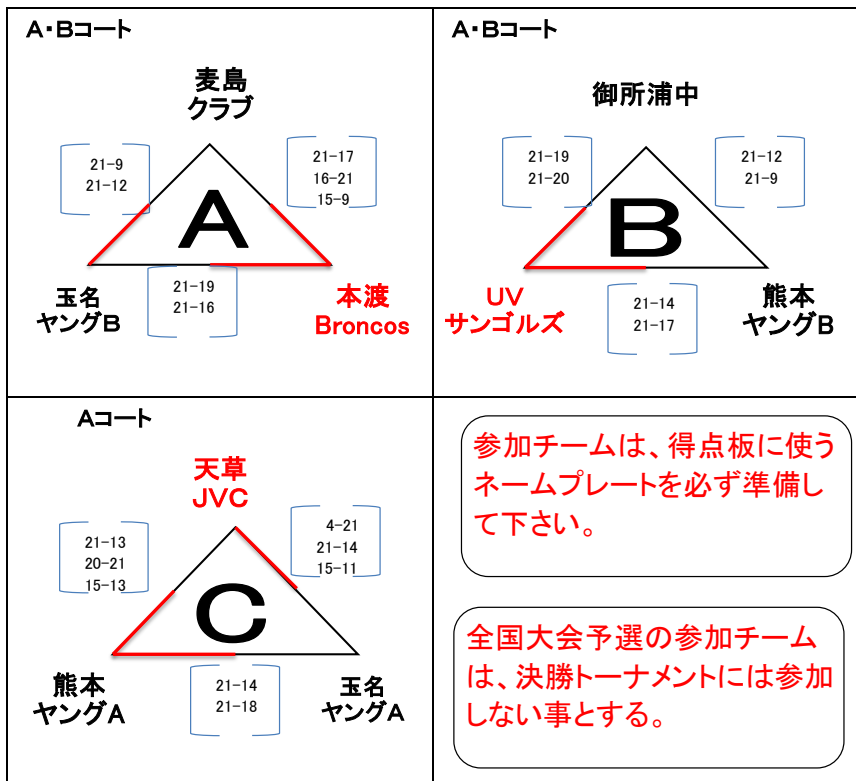 A・Bコート
麦島
クラブ
21-9
21-12
21-17
16-21
15-9
A
21-19
21-16
玉名
ヤングB
本渡
Broncos
A・Bコート
御所浦中
21-19
21-20
21-12
21-9
B
UV
サンゴルズ
21-14
21-17
熊本
ヤングB
Aコート
天草
JVC
21-13
20-21
15-13
4-21
21-14
15-11
C
熊本
ヤングA
21-14
21-18
玉名
ヤングA
参加チームは、得点板に使う
ネームプレートを必ず準備し
て下さい。
全国大会予選の参加チーム
は、決勝トーナメントには参加
しない事とする。